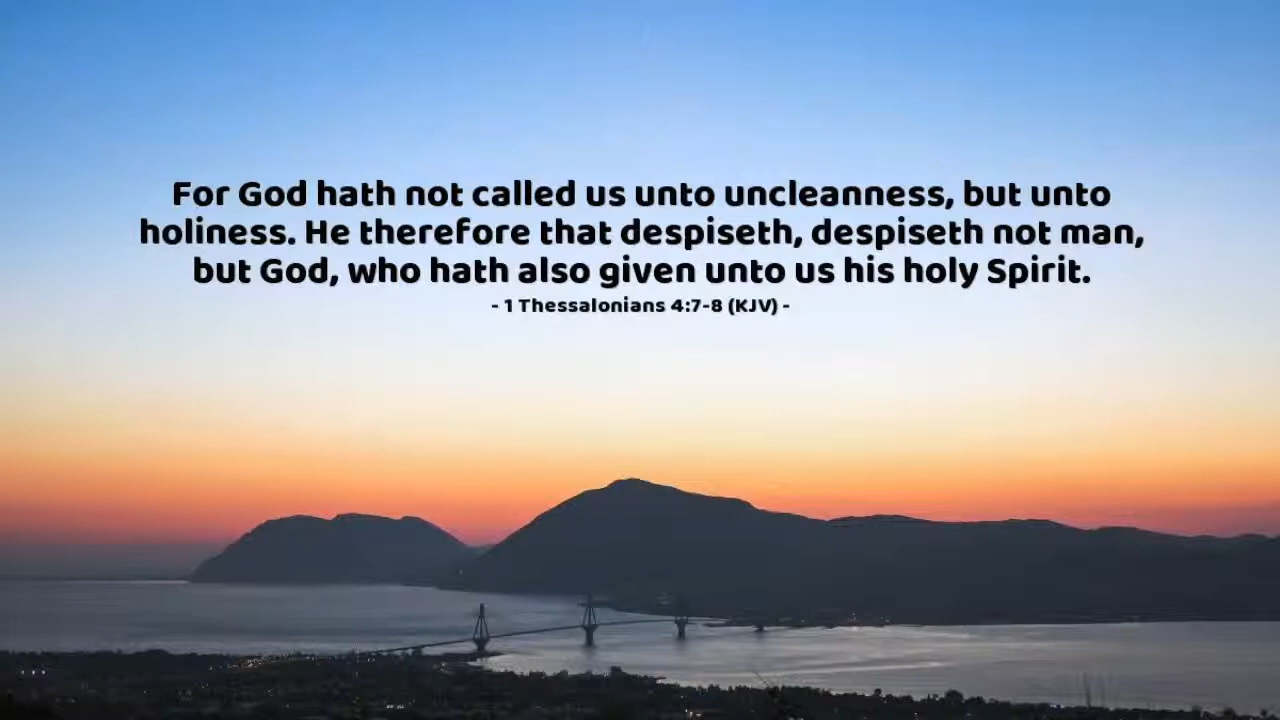 For God hath not called us unto uncleanness, but unto
holiness. He therefore that despiseth, despiseth not man,
but God, who hath also given unto us his holy Spirit.
- 1 Thessalonians 4:7-8 (KJV) -